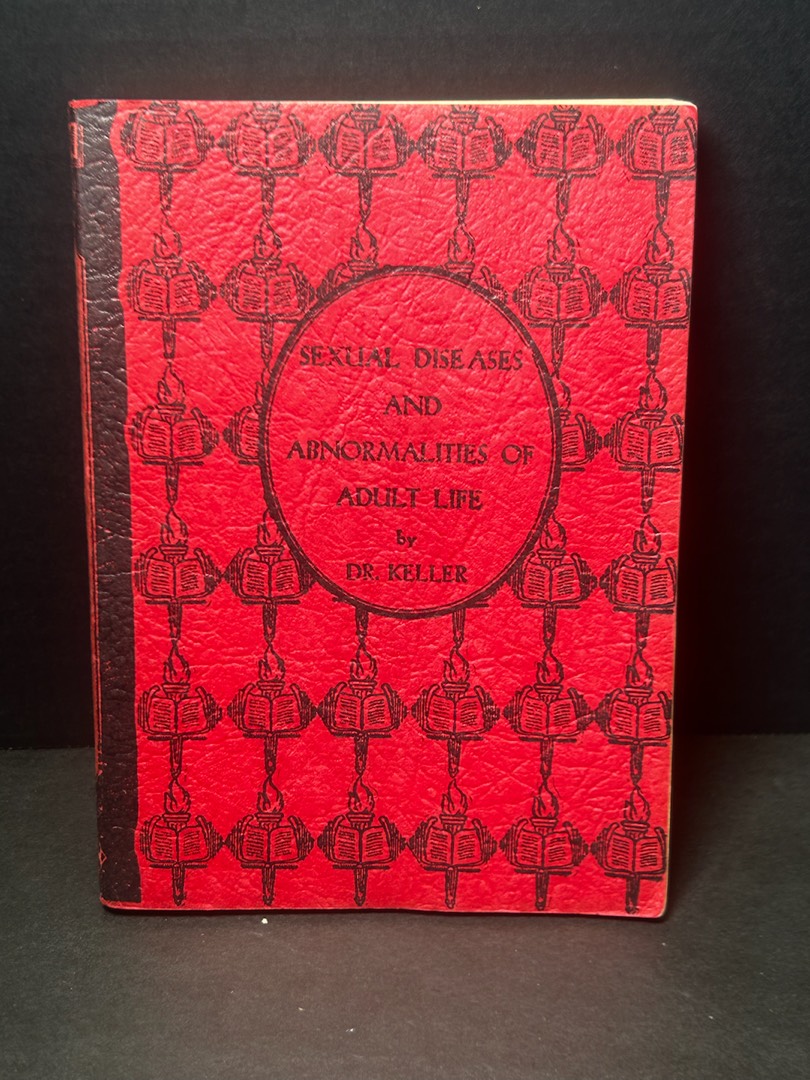 SEXUAL DISEASES
AND
ABNORMALITIES OF
ADULT LIFE
by
DR. KELLER